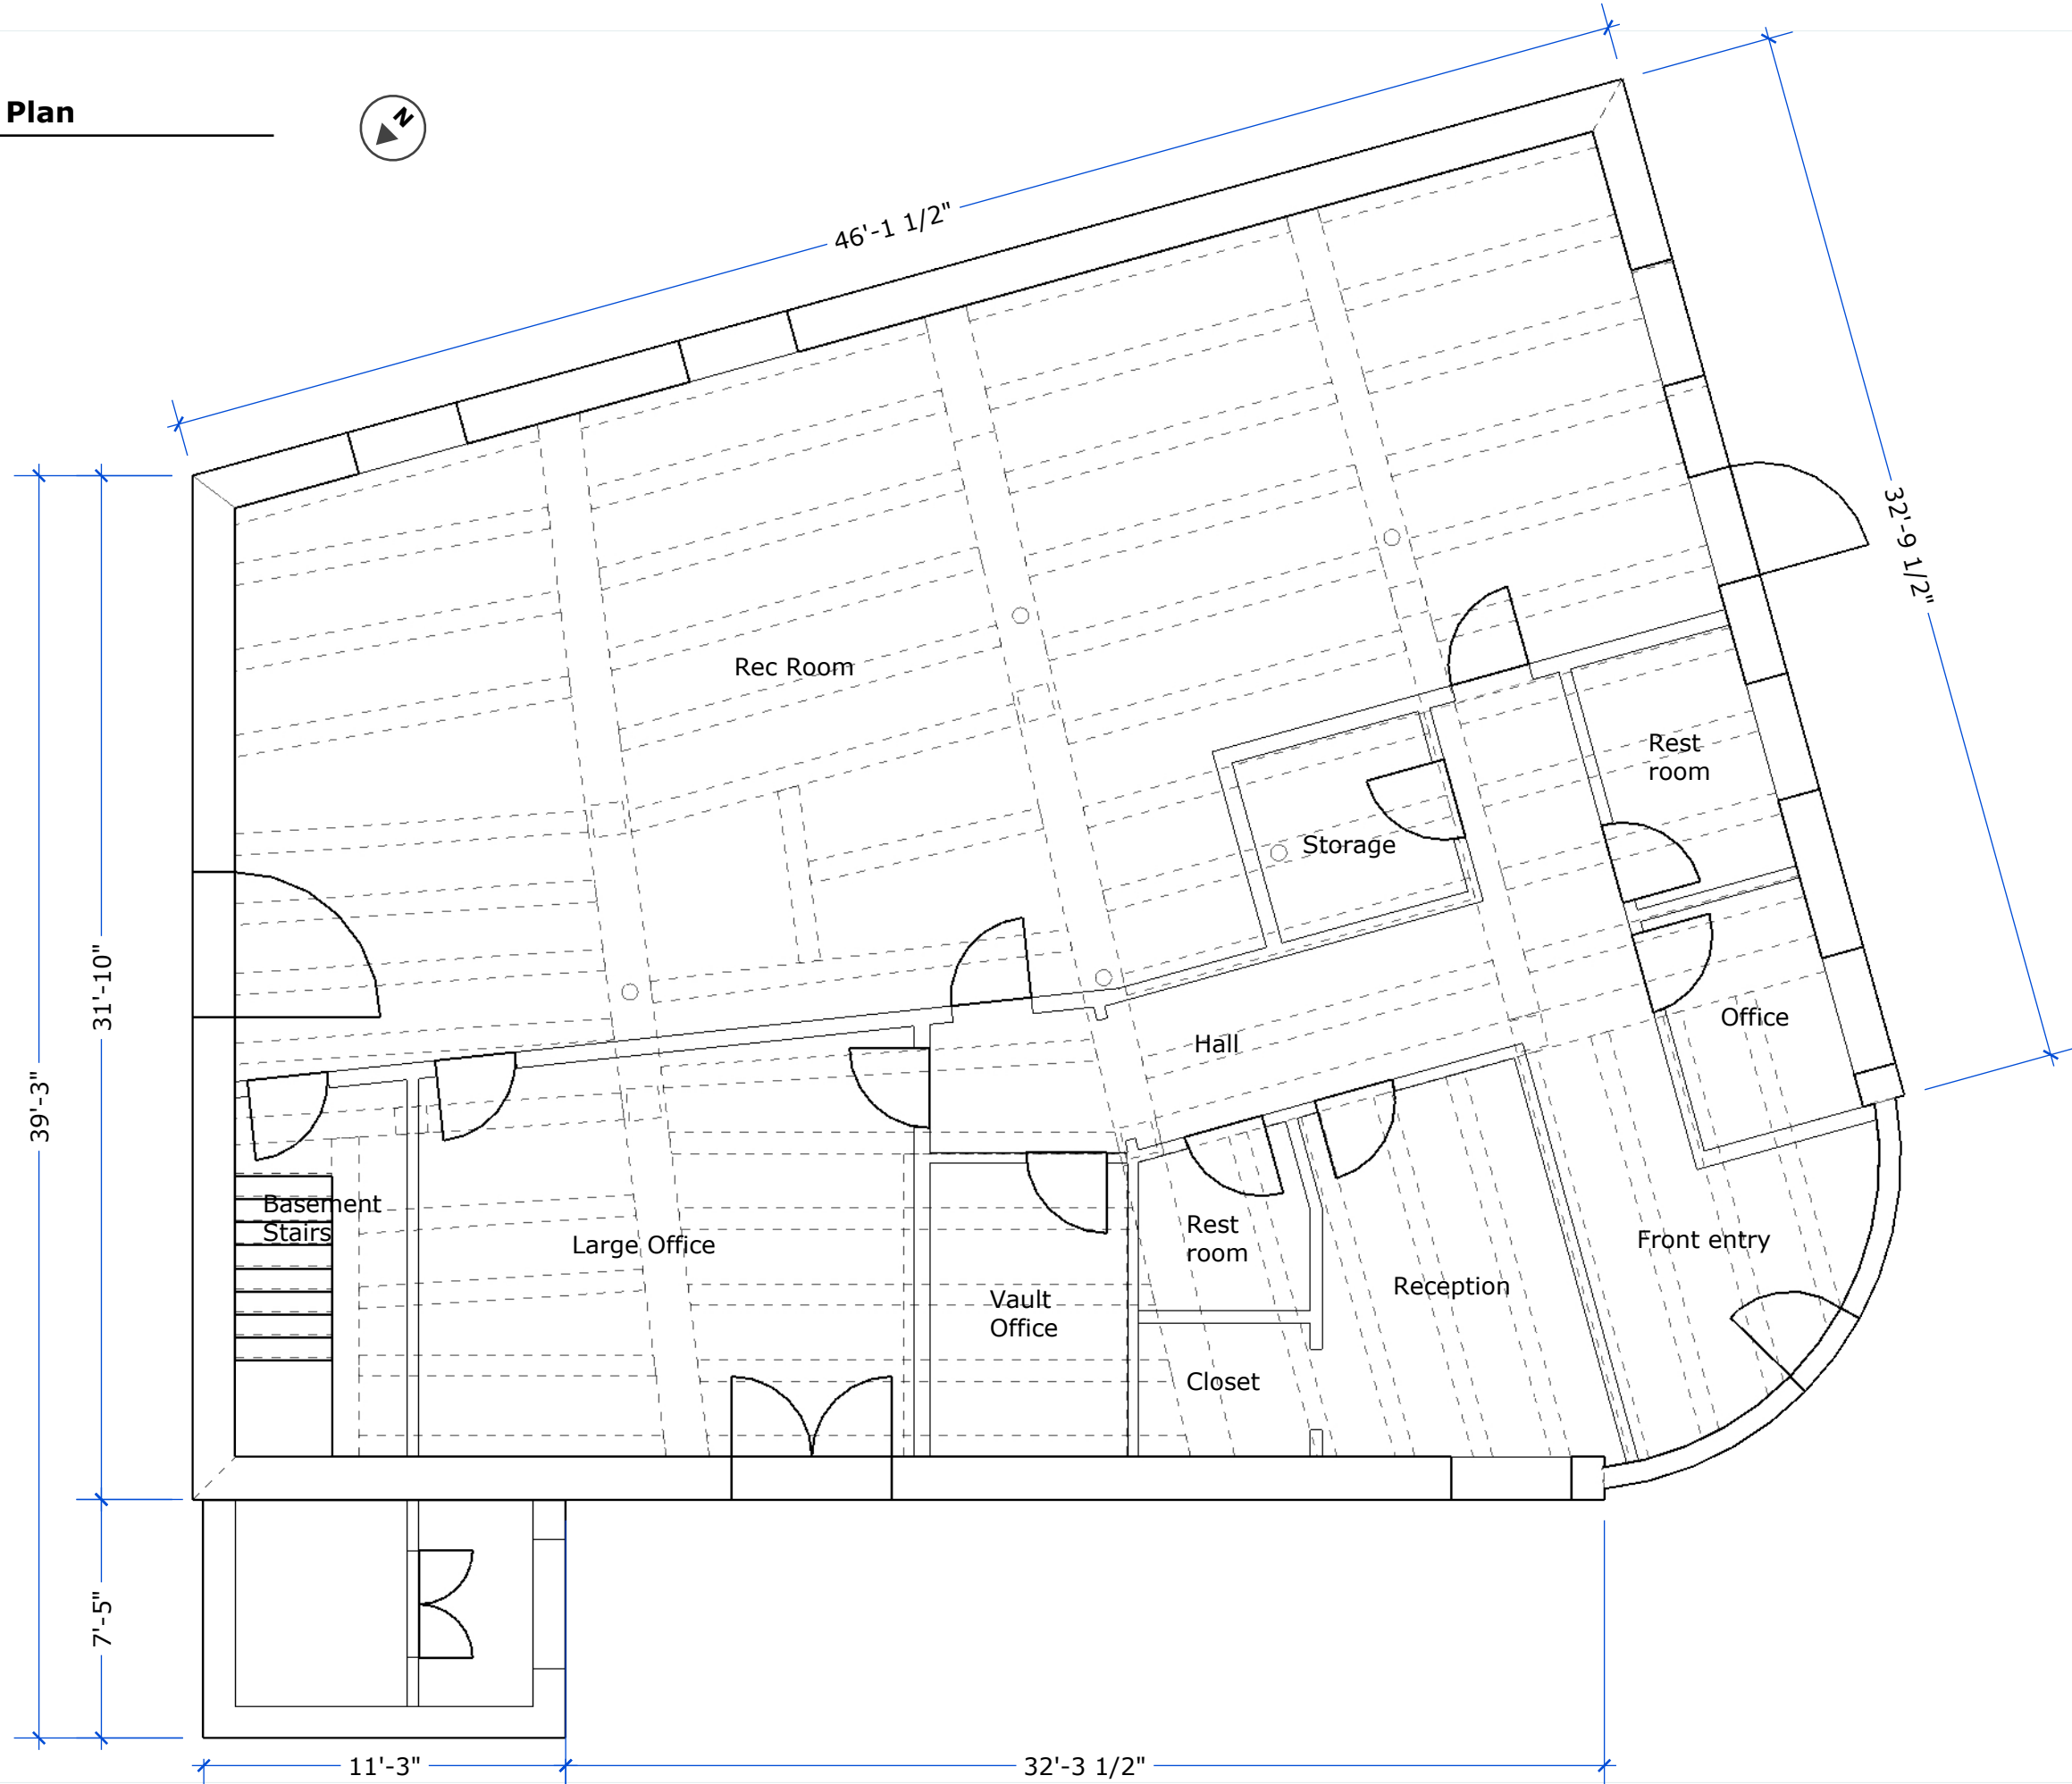 Plan
N
46'-1 1/2"
32'-9 1/2"
Rec Room
Rest
room
Storage
31'-10"
39'-3"
Office
Hall
Basement
Stairs
Large Office
Rest
room
Front entry
Reception
Vault
Office
Closet
7'-5"
11'-3"
32'-3 1/2"